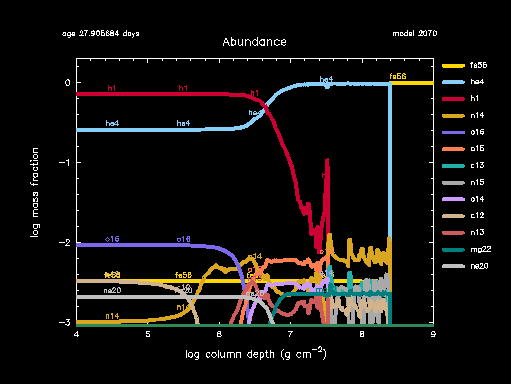 age 27.905684 days
model 2070
Abundance
log mass fraction
0
−1
−2
−3
4
5
6
7
8
9
log column depth (g cm−2)
h1
h1
h1
he4
he4
he4
he4
fe56
o16
o16
fe56
ne20
n14
n14
n14
fe56
he4
h1
n14
o16
o15
c13
n15
o14
c12
n13
mg22
ne20